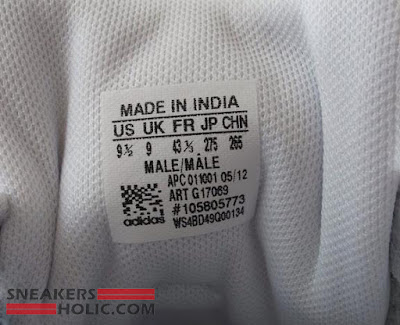 MADE IN INDIA
US UK FR JP CHN
9½ 9 43⅓ 275 265
MALE/MÂLE
APC 011001 05/12
ART G17069
#105805773
adidas WS4BD49Q00134
SNEAKERS
HOLIC.COM